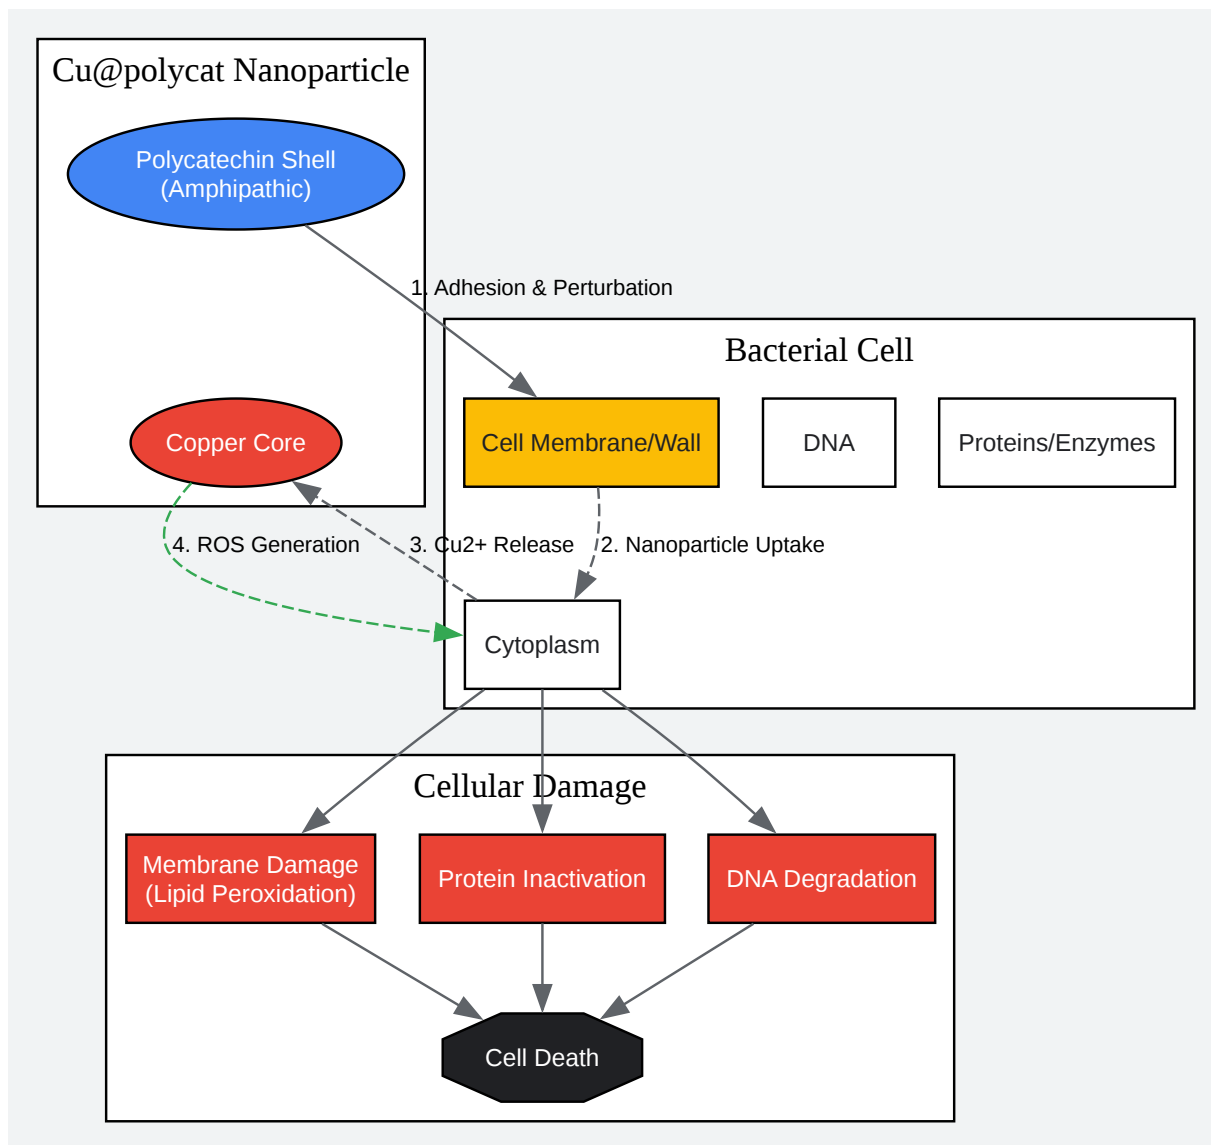 Cu@polycat Nanoparticle
Polycatechin Shell
(Amphipathic)
1. Adhesion & Perturbation
Bacterial Cell
Copper Core
Cell Membrane/Wall
DNA
Proteins/Enzymes
4. ROS Generation
3. Cu2+ Release
2. Nanoparticle Uptake
Cytoplasm
Cellular Damage
Membrane Damage
(Lipid Peroxidation)
Protein Inactivation
DNA Degradation
Cell Death